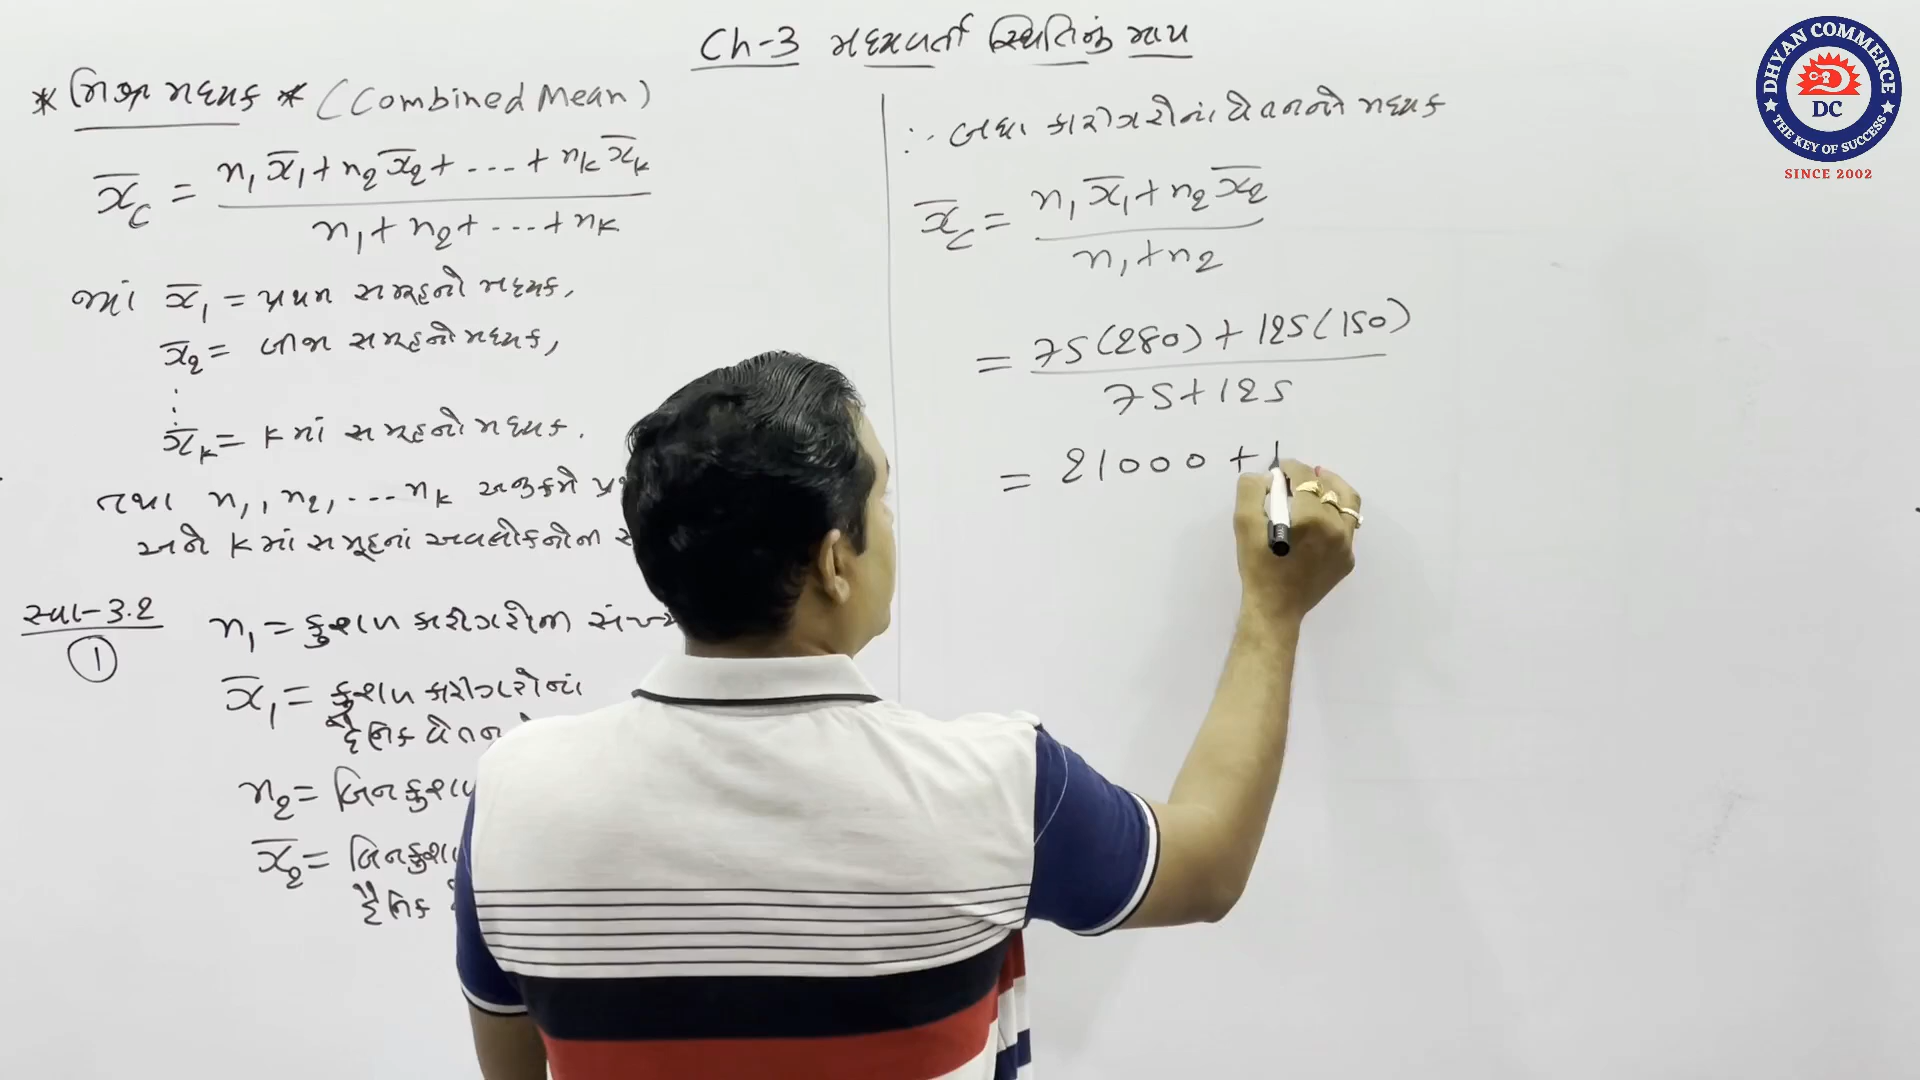 Ch-3 મધ્યવર્તી સ્થિતિનું માપ
* મિશ્ર મધ્યક * (Combined Mean)
x̄c = n₁x̄₁ + n₂x̄₂ + ... + nₖx̄ₖ
n₁ + n₂ + ... + nₖ
જ્યાં x̄₁ = પ્રથમ સમૂહનો મધ્યક,
x̄₂ = બીજા સમૂહનો મધ્યક,
⋮
x̄ₖ = k માં સમૂહનો મધ્યક.
તથા n₁, n₂, ... nₖ અનુક્રમે
અને k માં સમૂહનાં અવલોકનોની
સ્વા-3.2
1
n₁ = કુશળ કારીગરોની
x̄₁ = કુશળ કારીગરોનાં
દૈનિક વેતન
n₂ = બિનકુશળ
x̄₂ = બિનકુશળ
દૈનિક
∴ બધા કારીગરોનાં વેતનનો મધ્યક
x̄c = n₁x̄₁ + n₂x̄₂
n₁ + n₂
= 75(280) + 125(150)
75 + 125
= 21000 + 1
DHYAN COMMERCE
DC
THE KEY OF SUCCESS
SINCE 2002